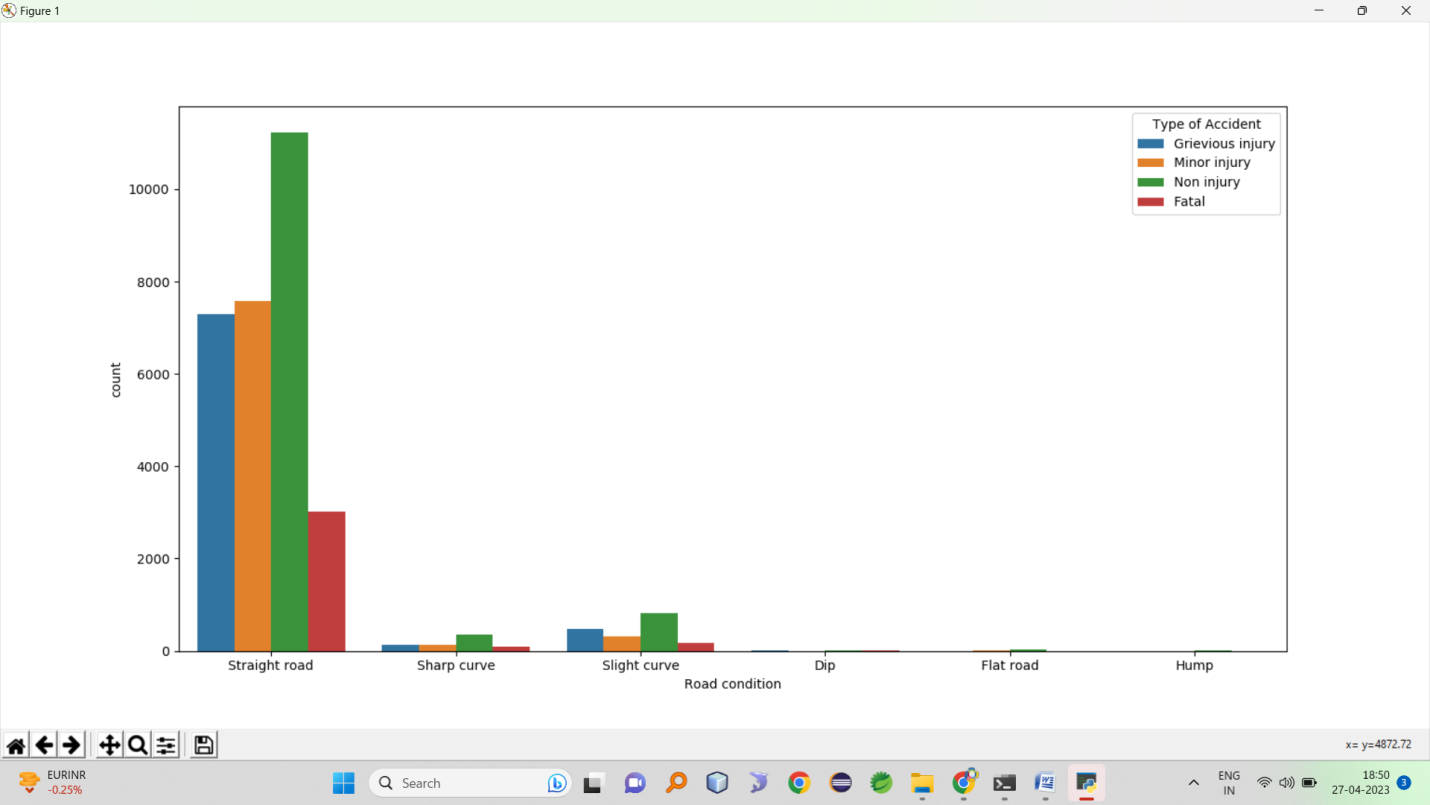 Figure 1
Type of Accident
Grievious injury
Minor injury
Non injury
Fatal
10000
8000
6000
4000
2000
0
count
Straight road
Sharp curve
Slight curve
Dip
Flat road
Hump
Road condition
x= y=4872.72
EURINR
-0.25%
Search
ENG
IN
18:50
27-04-2023
3